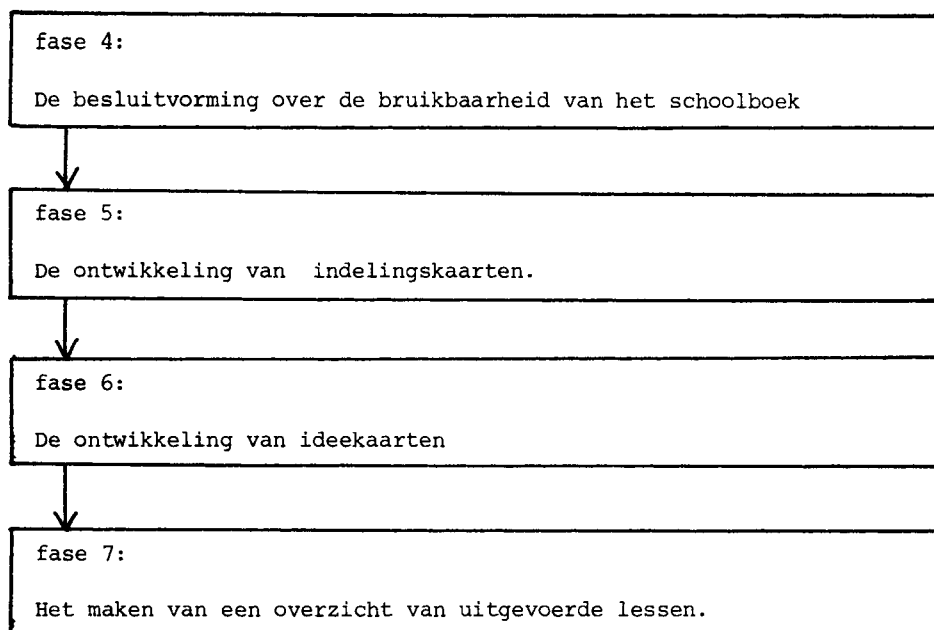 fase 4:
De besluitvorming over de bruikbaarheid van het schoolboek
fase 5:
De ontwikkeling van indelingskaarten.
fase 6:
De ontwikkeling van ideekaarten
fase 7:
Het maken van een overzicht van uitgevoerde lessen.